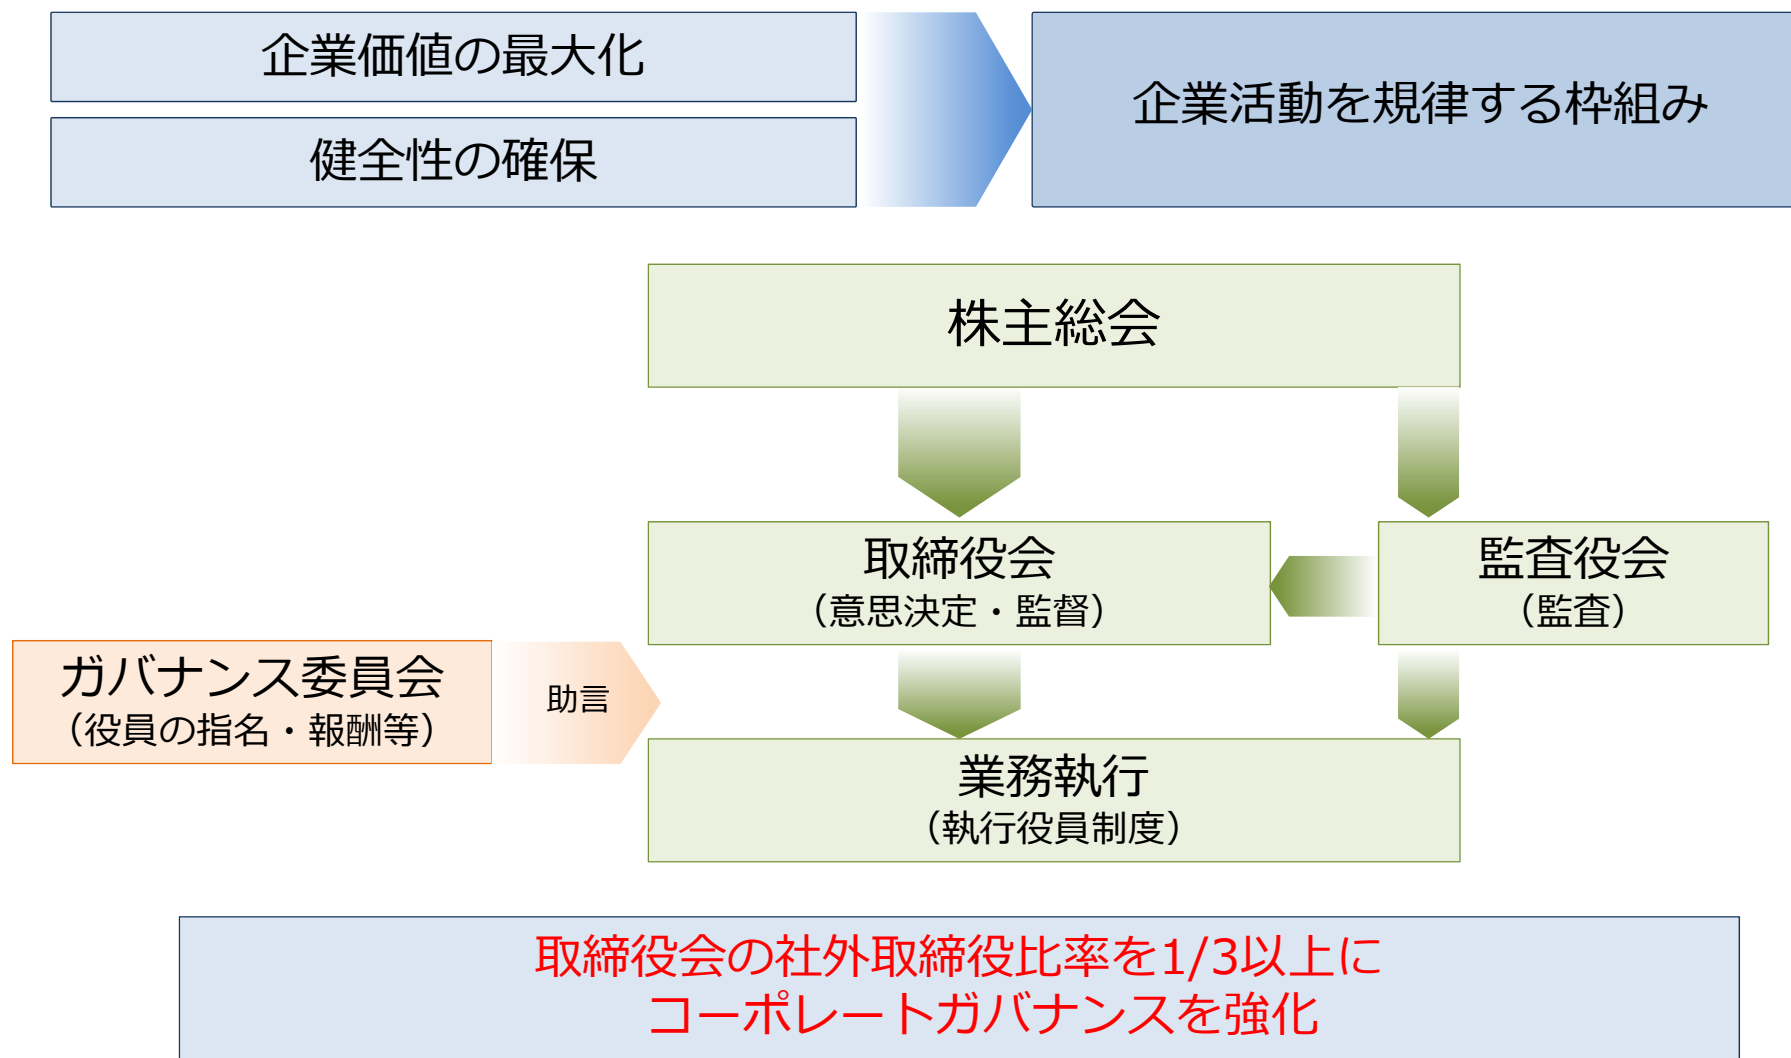 企業価値の最大化
健全性の確保
企業活動を規律する枠組み
株主総会
取締役会
（意思決定・監督）
監査役会
（監査）
ガバナンス委員会
（役員の指名・報酬等）
助言
業務執行
（執行役員制度）
取締役会の社外取締役比率を1/3以上に
コーポレートガバナンスを強化